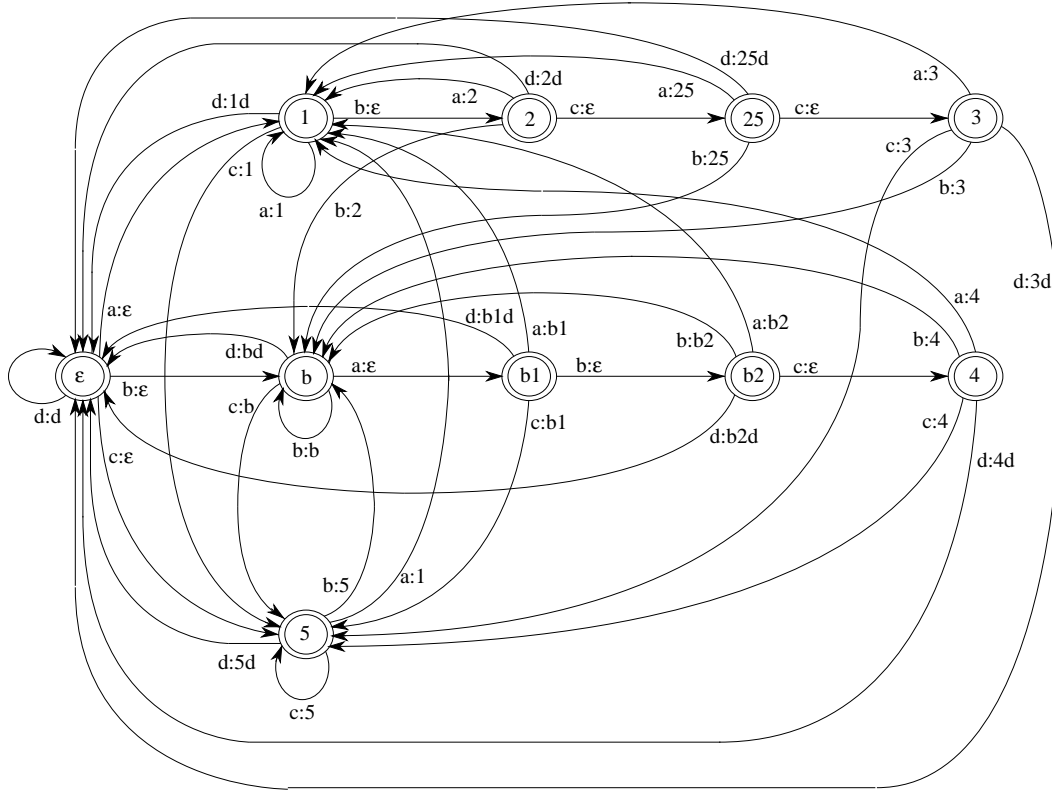 d:25d
a:3
d:2d
a:25
a:2
d:1d
b:ε
c:ε
c:ε
1
2
25
3
c:3
b:25
c:1
b:3
a:1
b:2
d:3d
a:ε
a:4
d:b1d
a:b1
a:b2
b:b2
b:4
d:bd
a:ε
b:ε
c:ε
ε
b:ε
b
b1
b2
4
d:d
c:b
c:b1
c:4
d:b2d
b:b
c:ε
d:4d
b:5
a:1
5
d:5d
c:5